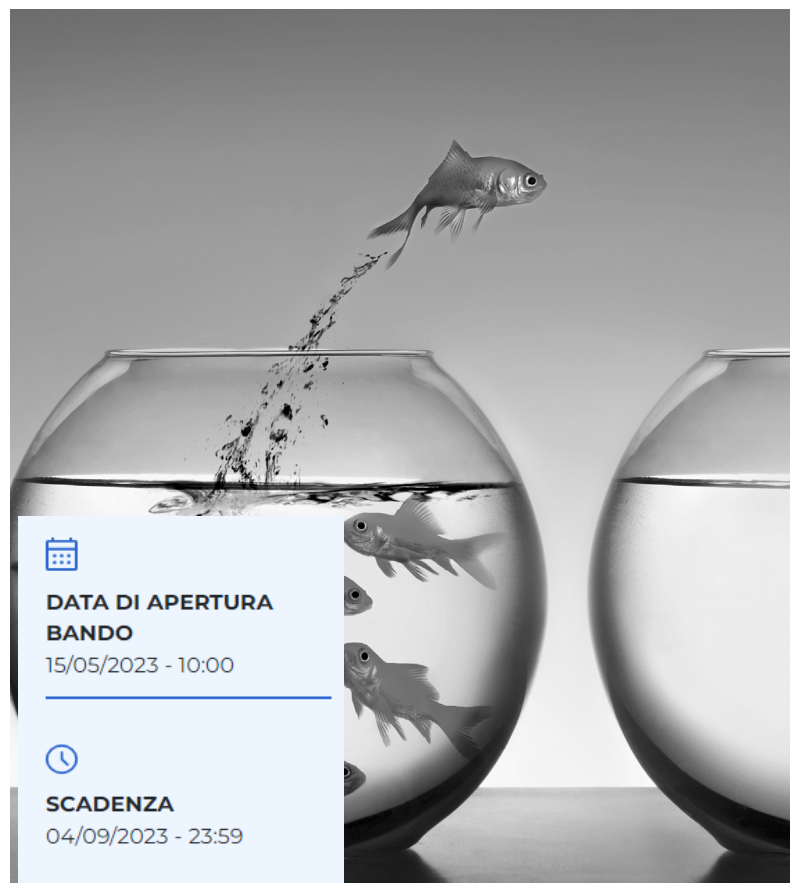 DATA DI APERTURA
BANDO
15/05/2023 - 10:00
SCADENZA
04/09/2023 - 23:59